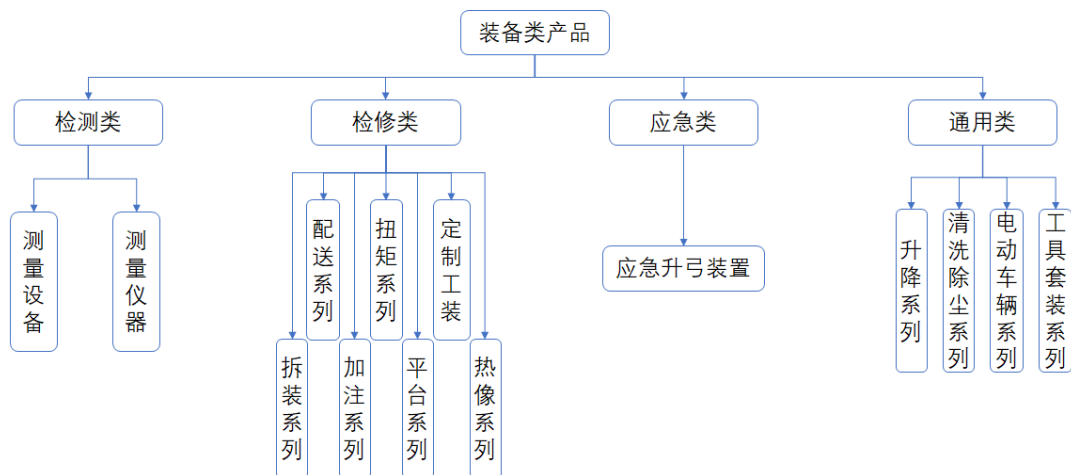 装备类产品
检测类
检修类
应急类
通用类
测量设备
测量仪器
配送系列
扭矩系列
定制工装
拆装系列
加注系列
平台系列
热像系列
应急升弓装置
升降系列
清洗除尘系列
电动车辆系列
工具套装系列